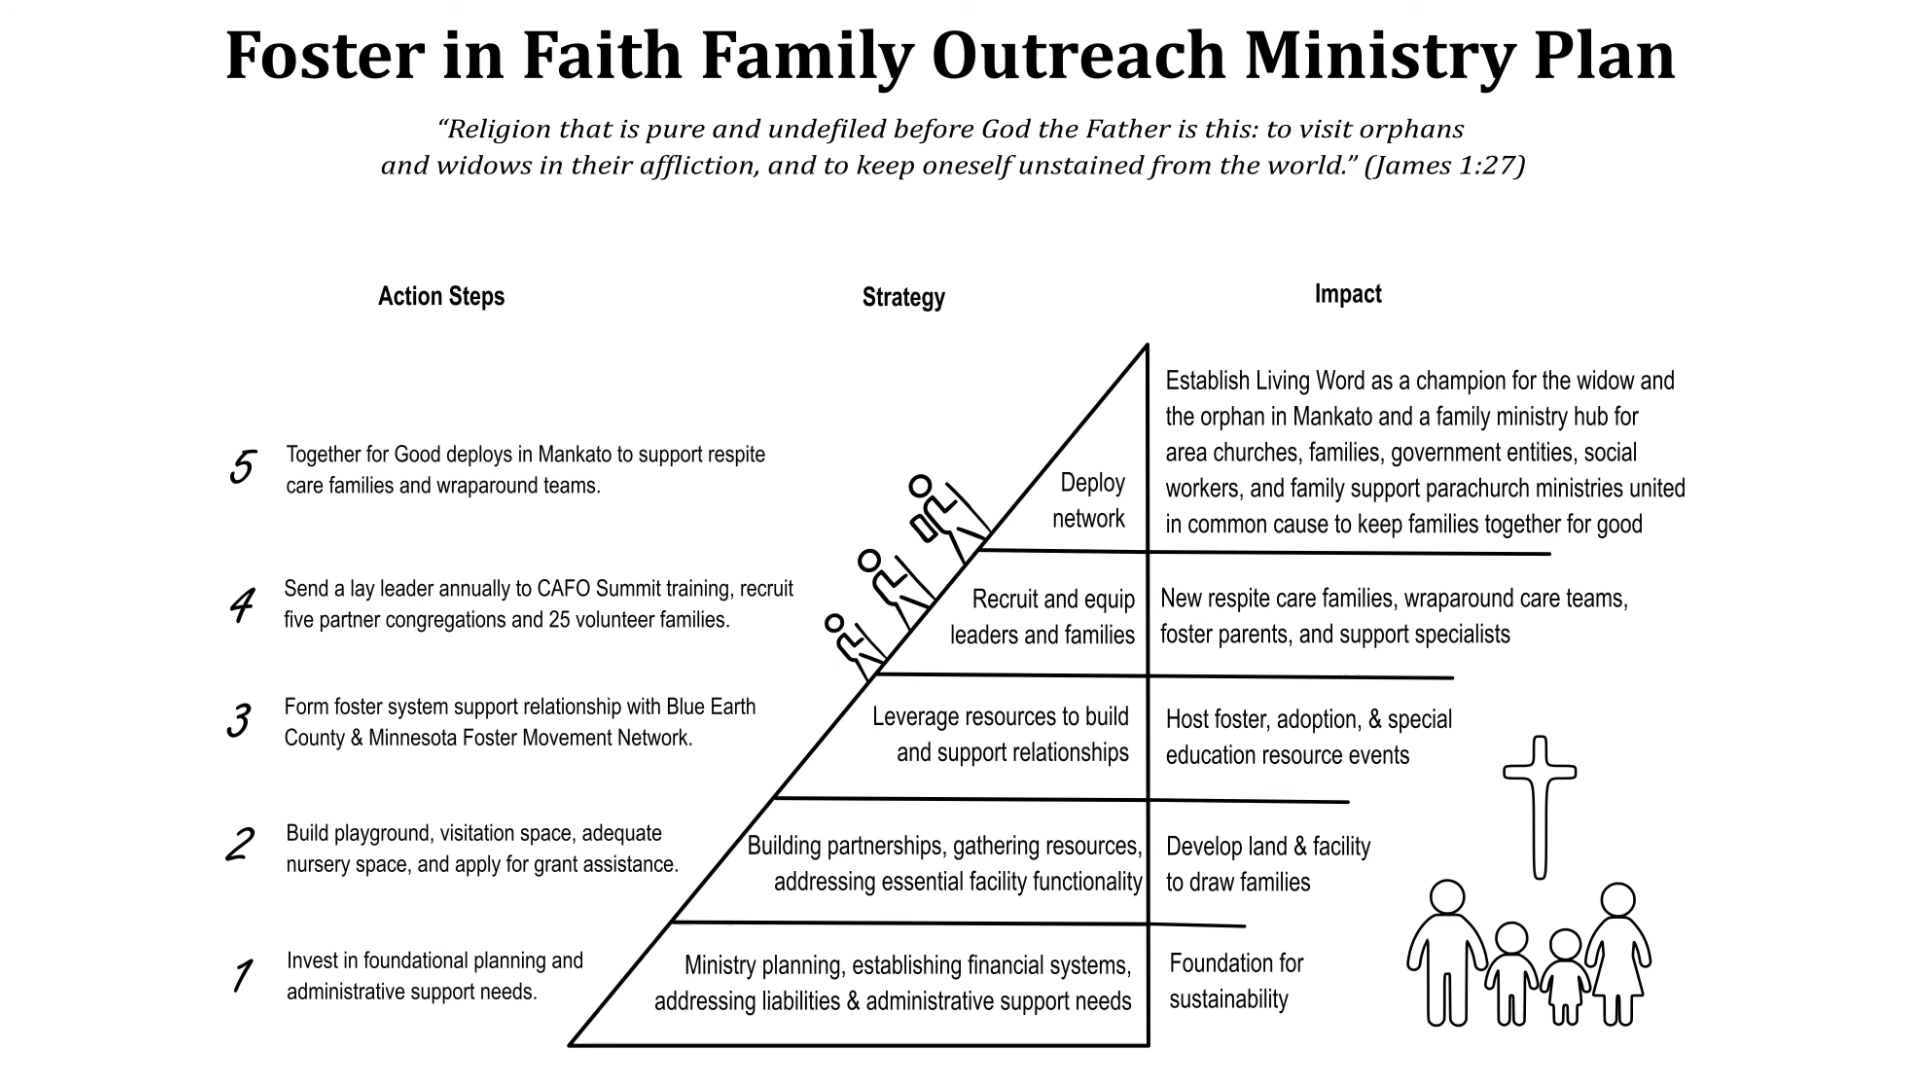 Foster in Faith Family Outreach Ministry Plan
“Religion that is pure and undefiled before God the Father is this: to visit orphans
and widows in their affliction, and to keep oneself unstained from the world.” (James 1:27)
Action Steps
Strategy
Impact
5
Together for Good deploys in Mankato to support respite
care families and wraparound teams.
Deploy
network
Establish Living Word as a champion for the widow and
the orphan in Mankato and a family ministry hub for
area churches, families, government entities, social
workers, and family support parachurch ministries united
in common cause to keep families together for good
4
Send a lay leader annually to CAFO Summit training, recruit
five partner congregations and 25 volunteer families.
Recruit and equip
leaders and families
New respite care families, wraparound care teams,
foster parents, and support specialists
3
Form foster system support relationship with Blue Earth
County & Minnesota Foster Movement Network.
Leverage resources to build
and support relationships
Host foster, adoption, & special
education resource events
2
Build playground, visitation space, adequate
nursery space, and apply for grant assistance.
Building partnerships, gathering resources,
addressing essential facility functionality
Develop land & facility
to draw families
1
Invest in foundational planning and
administrative support needs.
Ministry planning, establishing financial systems,
addressing liabilities & administrative support needs
Foundation for
sustainability